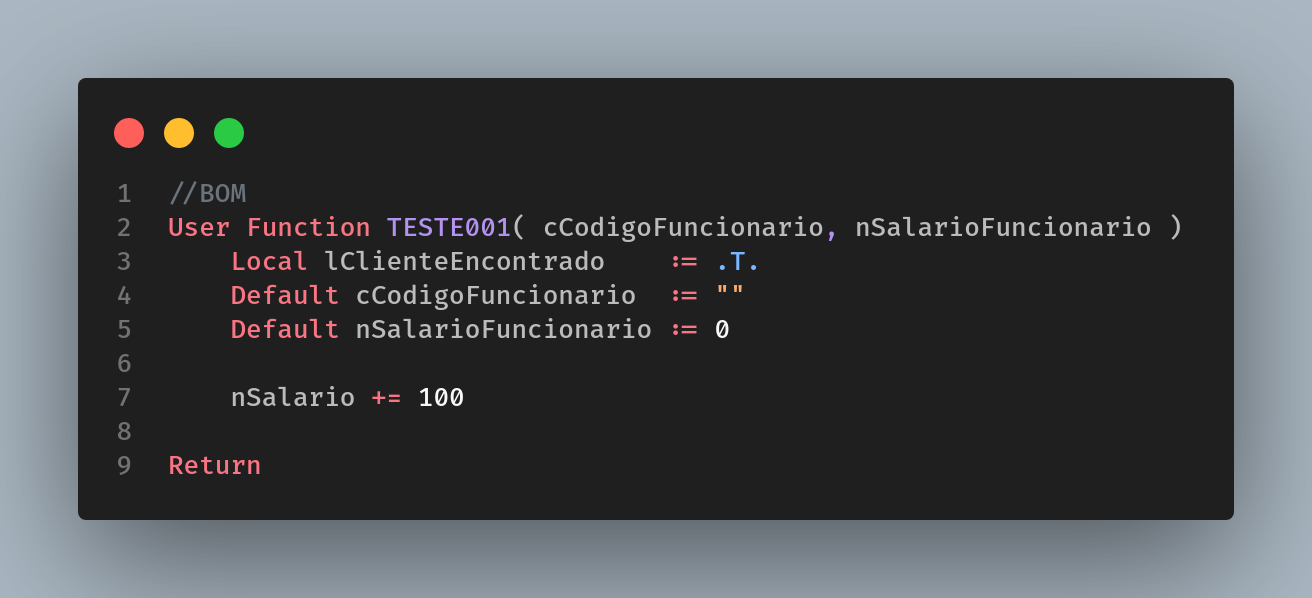 1 //BOM
2 User Function TESTE001( cCodigoFuncionario, nSalarioFuncionario )
3     Local lClienteEncontrado    := .T.
4     Default cCodigoFuncionario  := ""
5     Default nSalarioFuncionario := 0
6
7     nSalario += 100
8
9 Return